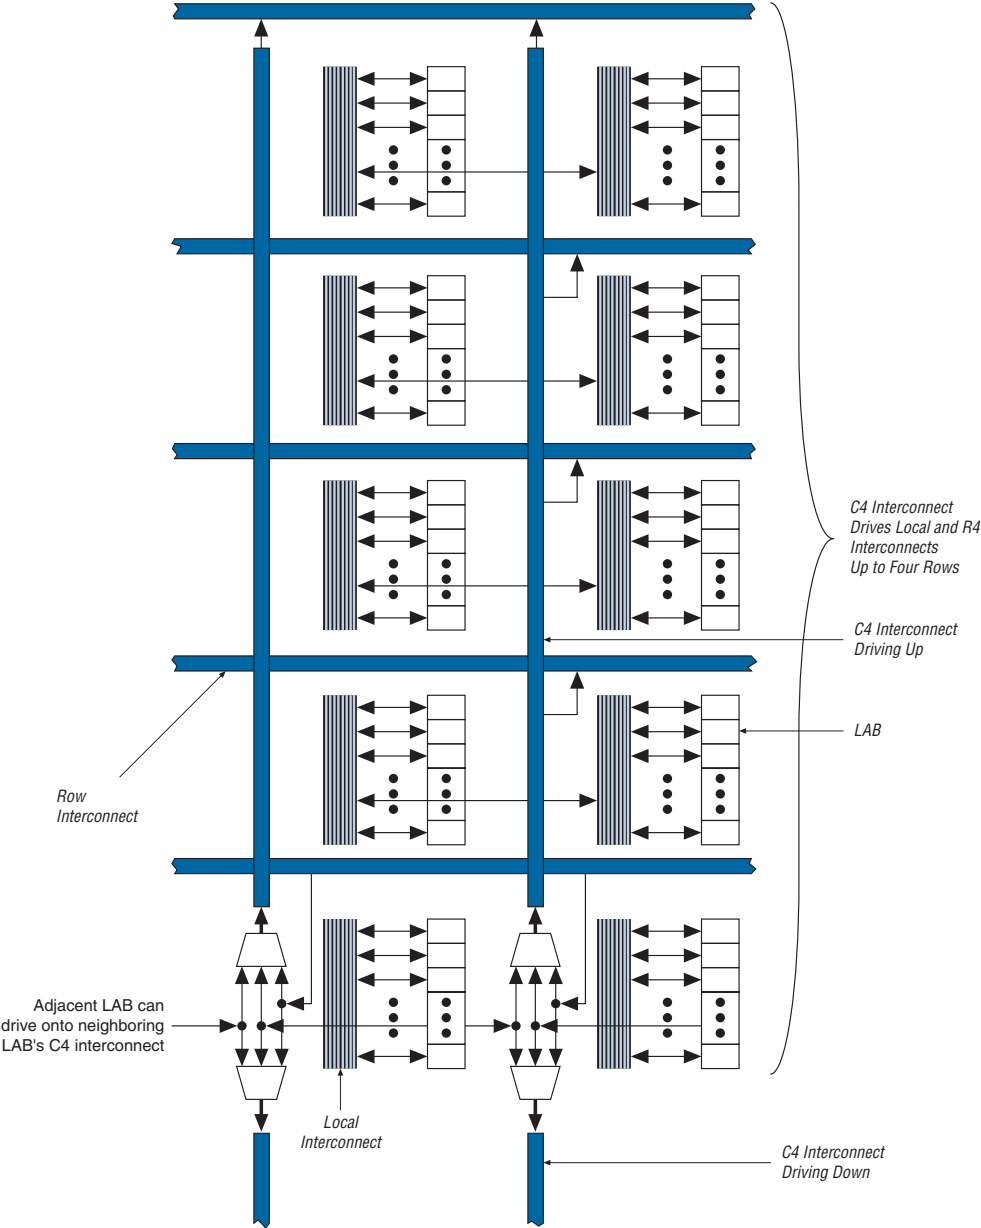 C4 Interconnect
Drives Local and R4
Interconnects
Up to Four Rows
C4 Interconnect
Driving Up
LAB
Row
Interconnect
Adjacent LAB can
drive onto neighboring
LAB's C4 interconnect
Local
Interconnect
C4 Interconnect
Driving Down